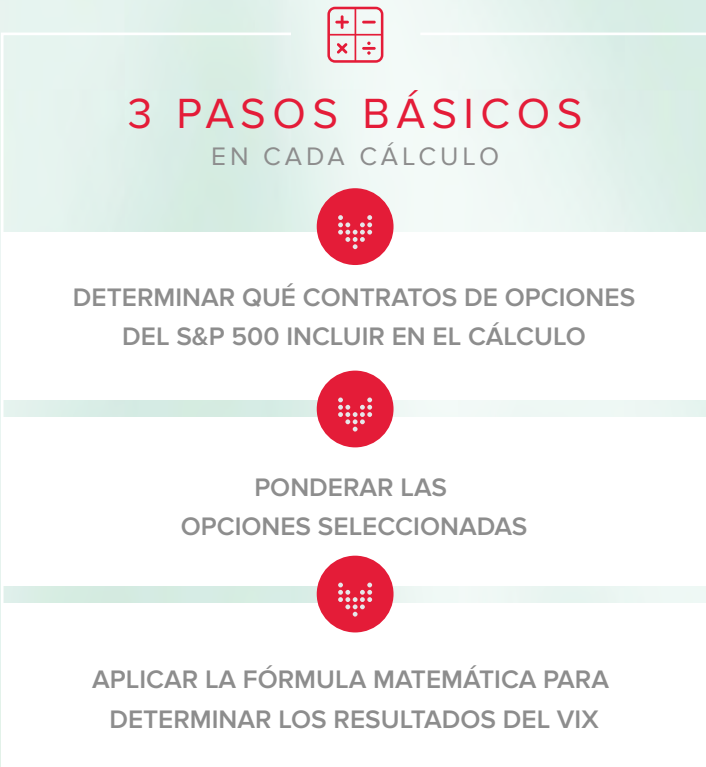 3 PASOS BÁSICOS
EN CADA CÁLCULO
DETERMINAR QUÉ CONTRATOS DE OPCIONES
DEL S&P 500 INCLUIR EN EL CÁLCULO
PONDERAR LAS
OPCIONES SELECCIONADAS
APLICAR LA FÓRMULA MATEMÁTICA PARA
DETERMINAR LOS RESULTADOS DEL VIX